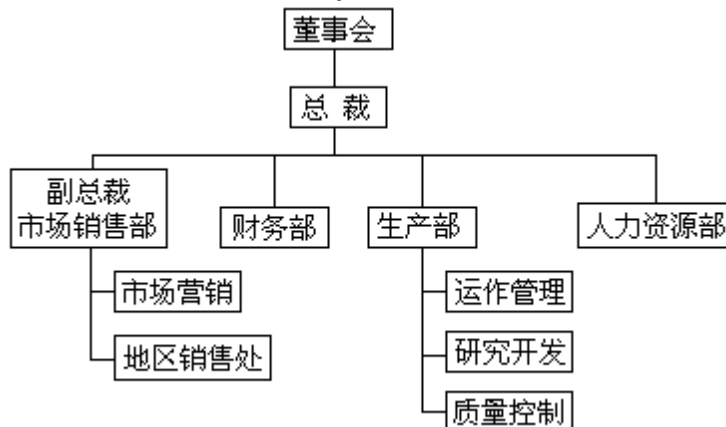 董事会
总 裁
副总裁
市场销售部
财务部
生产部
人力资源部
市场营销
运作管理
地区销售处
研究开发
质量控制